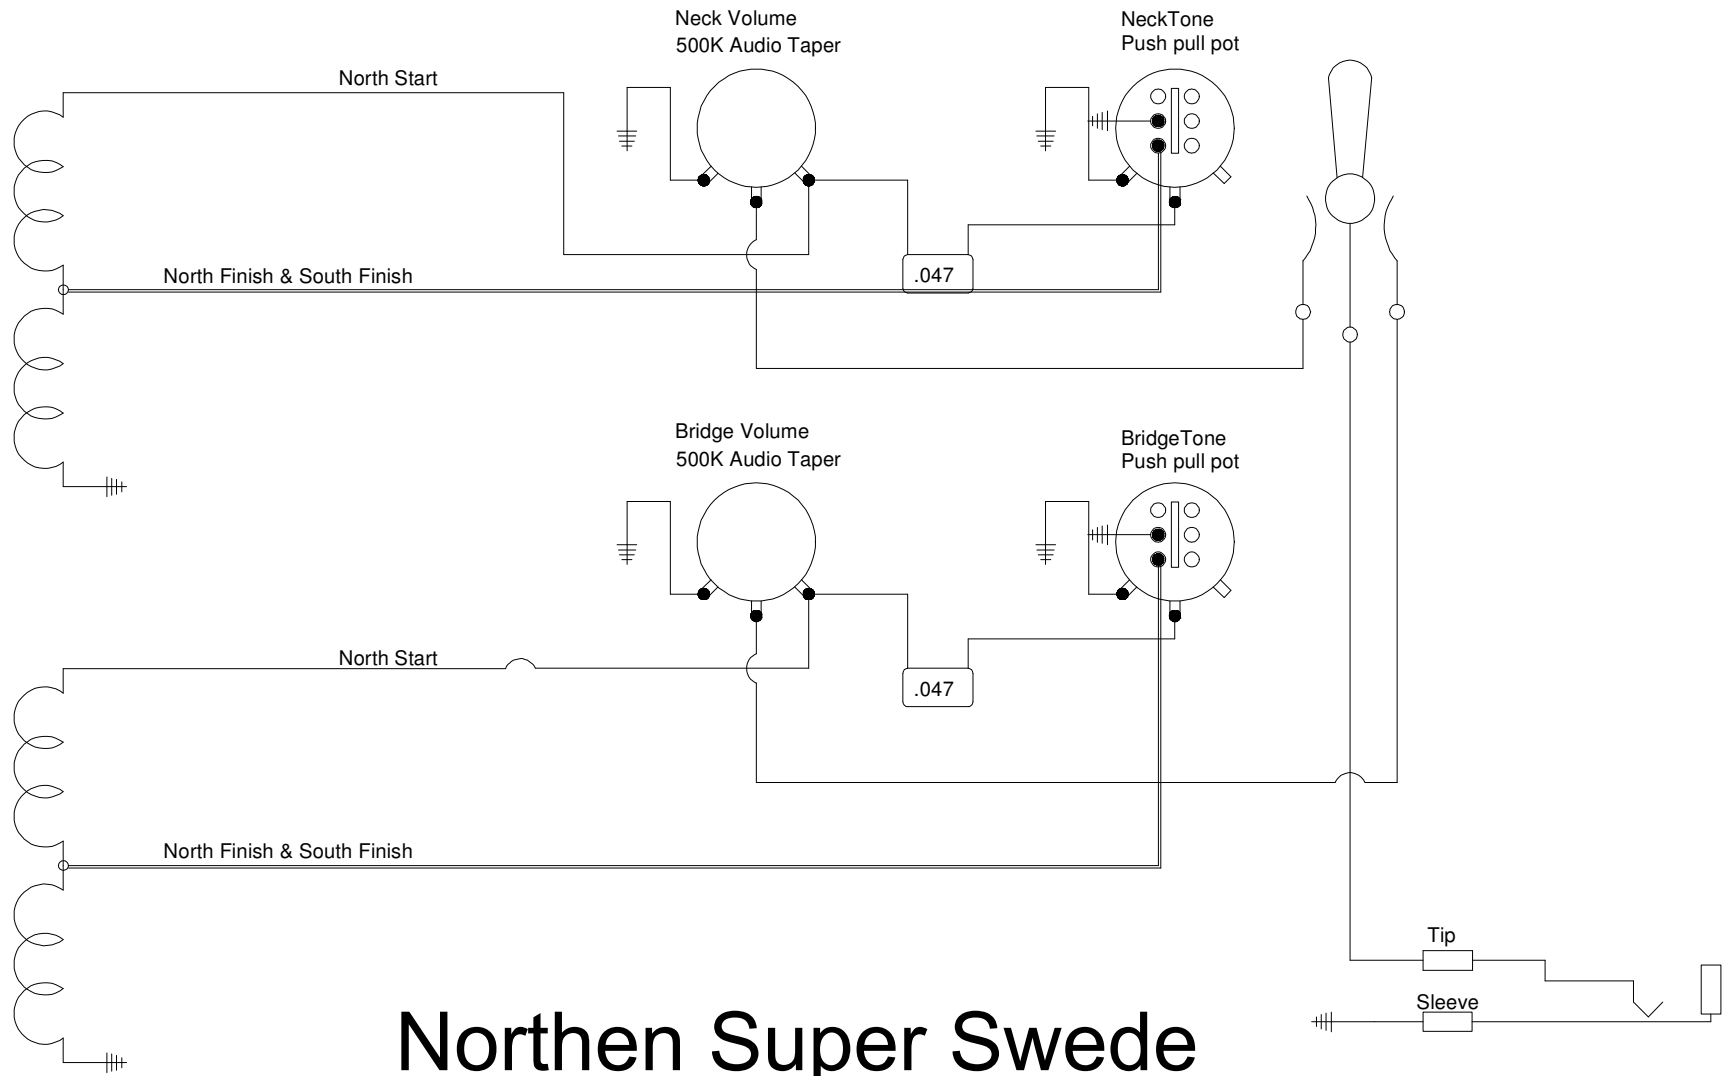 Neck Volume
500K Audio Taper
NeckTone
Push pull pot
North Start
North Finish & South Finish
.047
Bridge Volume
500K Audio Taper
BridgeTone
Push pull pot
North Start
.047
North Finish & South Finish
Tip
Sleeve
Northen Super Swede